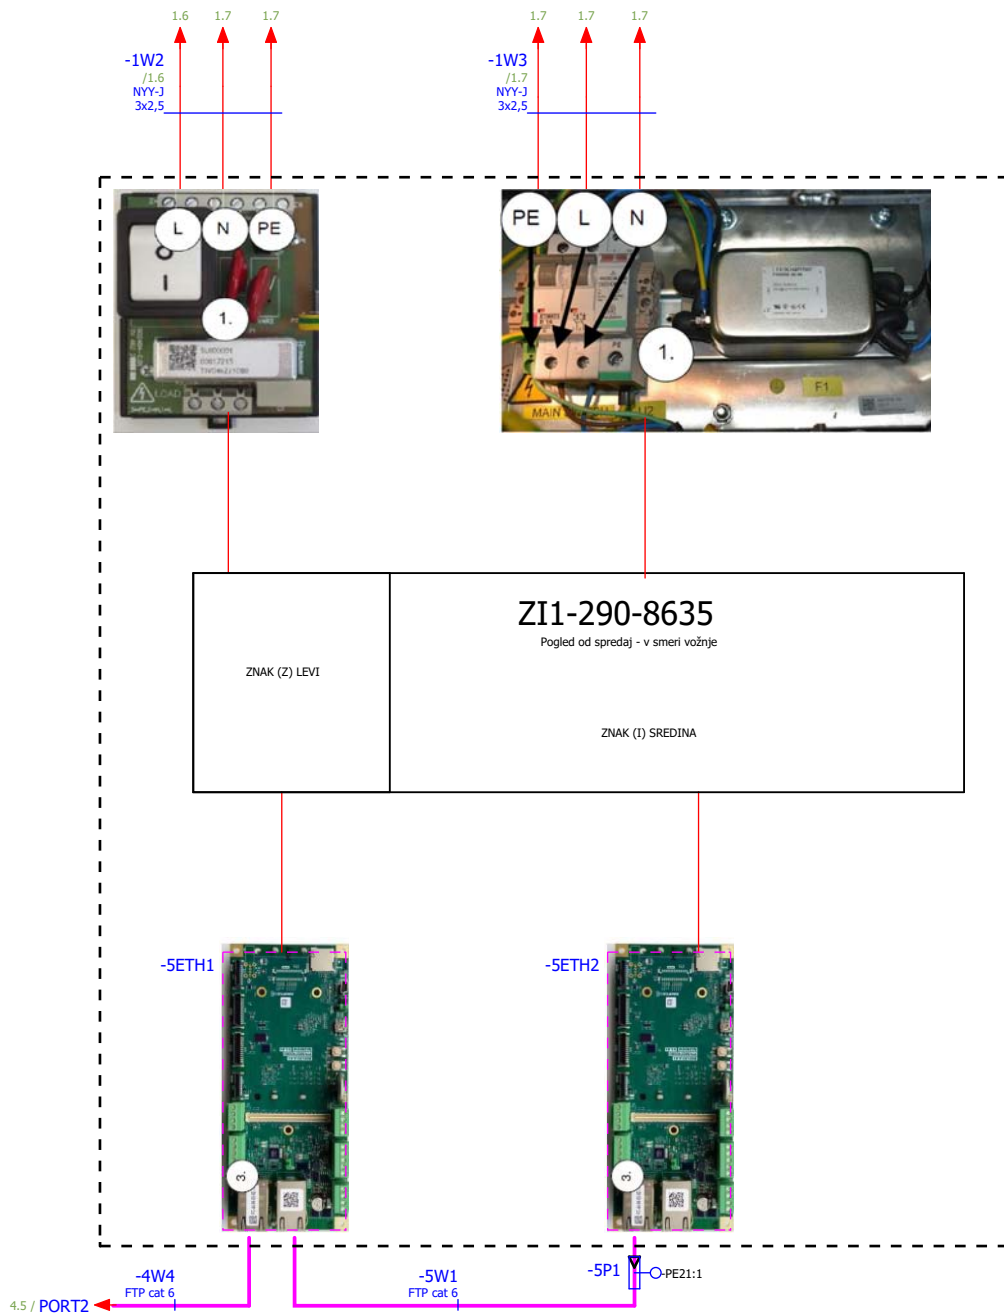 1.6 1.7 1.7
1.7 1.7 1.7
-1W2
/1.6
NYY-J
3x2,5
-1W3
/1.7
NYY-J
3x2,5
L N PE
1.
LOAD
PE L N
PE
1.
MAIN
F1
ZI1-290-8635
Pogled od spredaj - v smeri vožnje
ZNAK (Z) LEVI
ZNAK (I) SREDINA
-5ETH1
3.
-5ETH2
3.
-4W4
FTP cat 6
-5W1
FTP cat 6
-5P1
-PE21:1
4.5 / PORT2